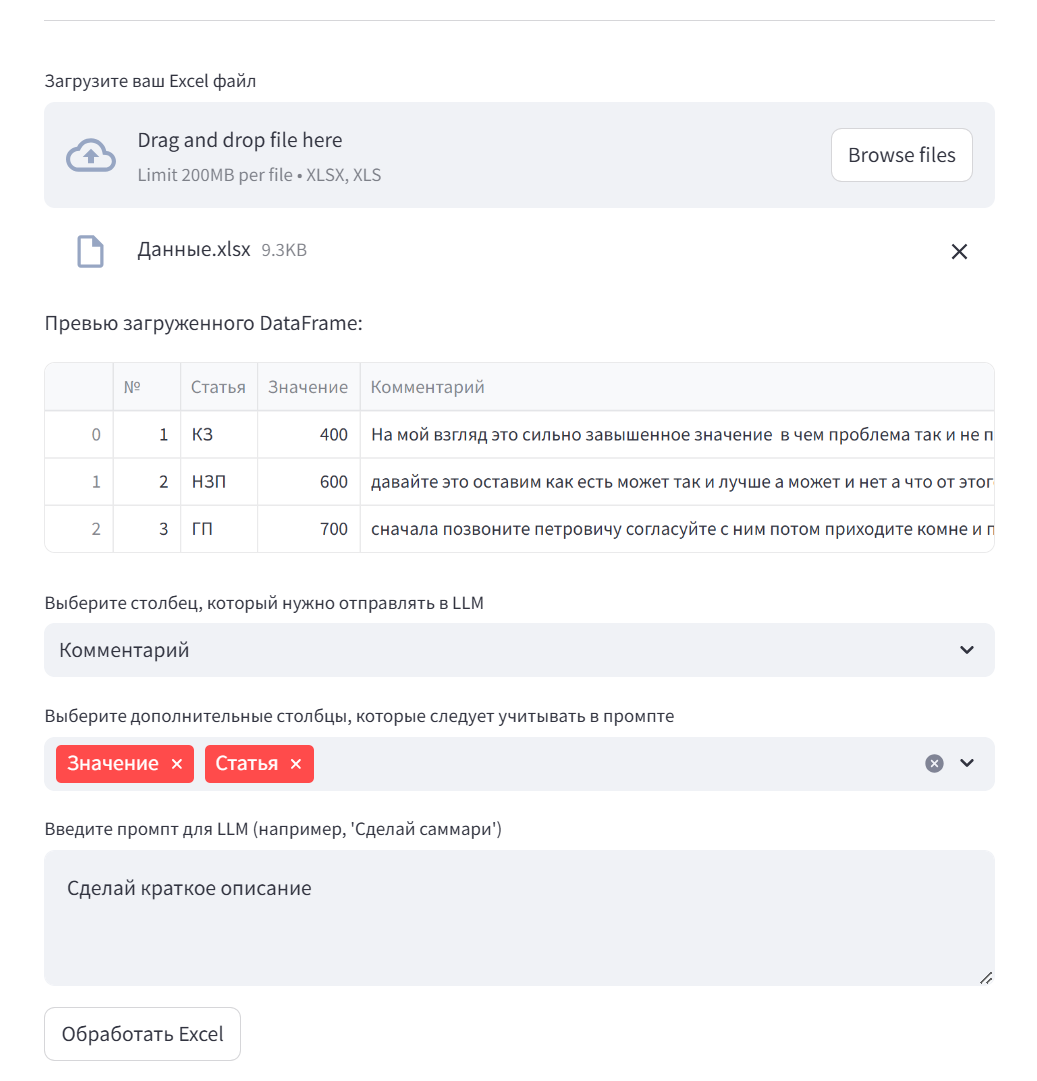 Загрузите ваш Excel файл
Drag and drop file here
Limit 200MB per file • XLSX, XLS
Browse files
Данные.xlsx 9.3KB
Превью загруженного DataFrame:
№ Статья Значение Комментарий
0 1 КЗ 400 На мой взгляд это сильно завышенное значение в чем проблема так и не п
1 2 НЗП 600 давайте это оставим как есть может так и лучше а может и нет а что от этог
2 3 ГП 700 сначала позвоните петровичу согласуйте с ним потом приходите комне и п
Выберите столбец, который нужно отправлять в LLM
Комментарий
Выберите дополнительные столбцы, которые следует учитывать в промпте
Значение × Статья ×
Введите промпт для LLM (например, 'Сделай саммари')
Сделай краткое описание
Обработать Excel